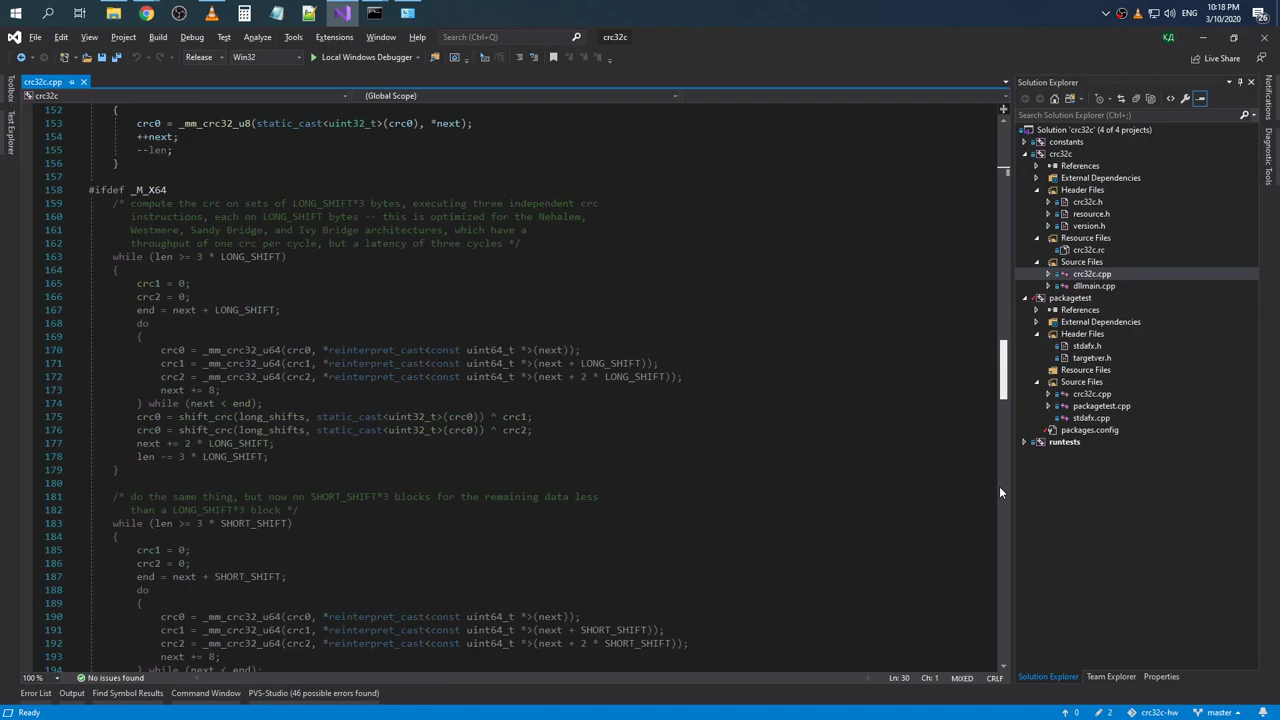 ENG
10:18 PM
3/10/2020
26
File Edit View Project Build Debug Test Analyze Tools Extensions Window Help
Search (Ctrl+Q)
crc32c
КД
Release
Win32
Local Windows Debugger
Live Share
Toolbox
Test Explorer
crc32c.cpp
crc32c
(Global Scope)
152 {
153 crc0 = _mm_crc32_u8(static_cast<uint32_t>(crc0), *next);
154 ++next;
155 --len;
156 }
157
158 #ifdef _M_X64
159 /* compute the crc on sets of LONG_SHIFT*3 bytes, executing three independent crc
160 instructions, each on LONG_SHIFT bytes -- this is optimized for the Nehalem,
161 Westmere, Sandy Bridge, and Ivy Bridge architectures, which have a
162 throughput of one crc per cycle, but a latency of three cycles */
163 while (len >= 3 * LONG_SHIFT)
164 {
165 crc1 = 0;
166 crc2 = 0;
167 end = next + LONG_SHIFT;
168 do
169 {
170 crc0 = _mm_crc32_u64(crc0, *reinterpret_cast<const uint64_t *>(next));
171 crc1 = _mm_crc32_u64(crc1, *reinterpret_cast<const uint64_t *>(next + LONG_SHIFT));
172 crc2 = _mm_crc32_u64(crc2, *reinterpret_cast<const uint64_t *>(next + 2 * LONG_SHIFT));
173 next += 8;
174 } while (next < end);
175 crc0 = shift_crc(long_shifts, static_cast<uint32_t>(crc0)) ^ crc1;
176 crc0 = shift_crc(long_shifts, static_cast<uint32_t>(crc0)) ^ crc2;
177 next += 2 * LONG_SHIFT;
178 len -= 3 * LONG_SHIFT;
179 }
180
181 /* do the same thing, but now on SHORT_SHIFT*3 blocks for the remaining data less
182 than a LONG_SHIFT*3 block */
183 while (len >= 3 * SHORT_SHIFT)
184 {
185 crc1 = 0;
186 crc2 = 0;
187 end = next + SHORT_SHIFT;
188 do
189 {
190 crc0 = _mm_crc32_u64(crc0, *reinterpret_cast<const uint64_t *>(next));
191 crc1 = _mm_crc32_u64(crc1, *reinterpret_cast<const uint64_t *>(next + SHORT_SHIFT));
192 crc2 = _mm_crc32_u64(crc2, *reinterpret_cast<const uint64_t *>(next + 2 * SHORT_SHIFT));
193 next += 8;
194 } while (next < end);
100 %
No issues found
Ln: 30 Ch: 1 MIXED CRLF
Error List Output Find Symbol Results Command Window PVS-Studio (46 possible errors found)
Solution Explorer
Search Solution Explorer (Ctrl+;)
Solution 'crc32c' (4 of 4 projects)
constants
crc32c
References
External Dependencies
Header Files
crc32c.h
resource.h
version.h
Resource Files
crc32c.rc
Source Files
crc32c.cpp
dllmain.cpp
packagetest
References
External Dependencies
Header Files
stdafx.h
targetver.h
Resource Files
Source Files
crc32c.cpp
packagetest.cpp
stdafx.cpp
packages.config
runtests
Solution Explorer Team Explorer Properties
Notifications
Diagnostic Tools
Ready
0
2
crc32c-hw
master